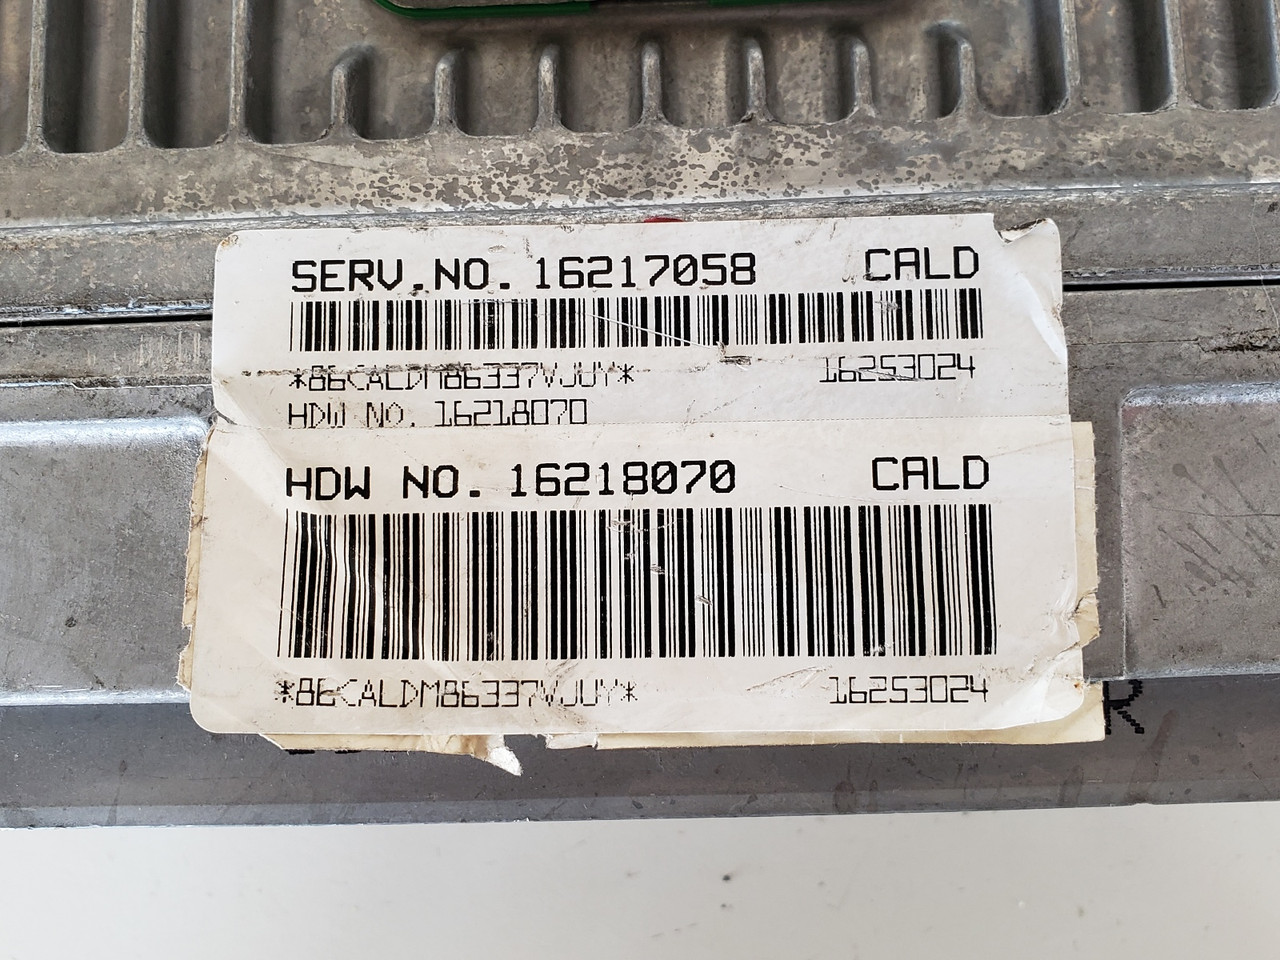 SERV.NO. 16217058 CALD
*86CALDM86337VJUY* 16253024
HDW NO. 16218070
HDW NO. 16218070 CALD
*86CALDM86337VJUY* 16253024
R